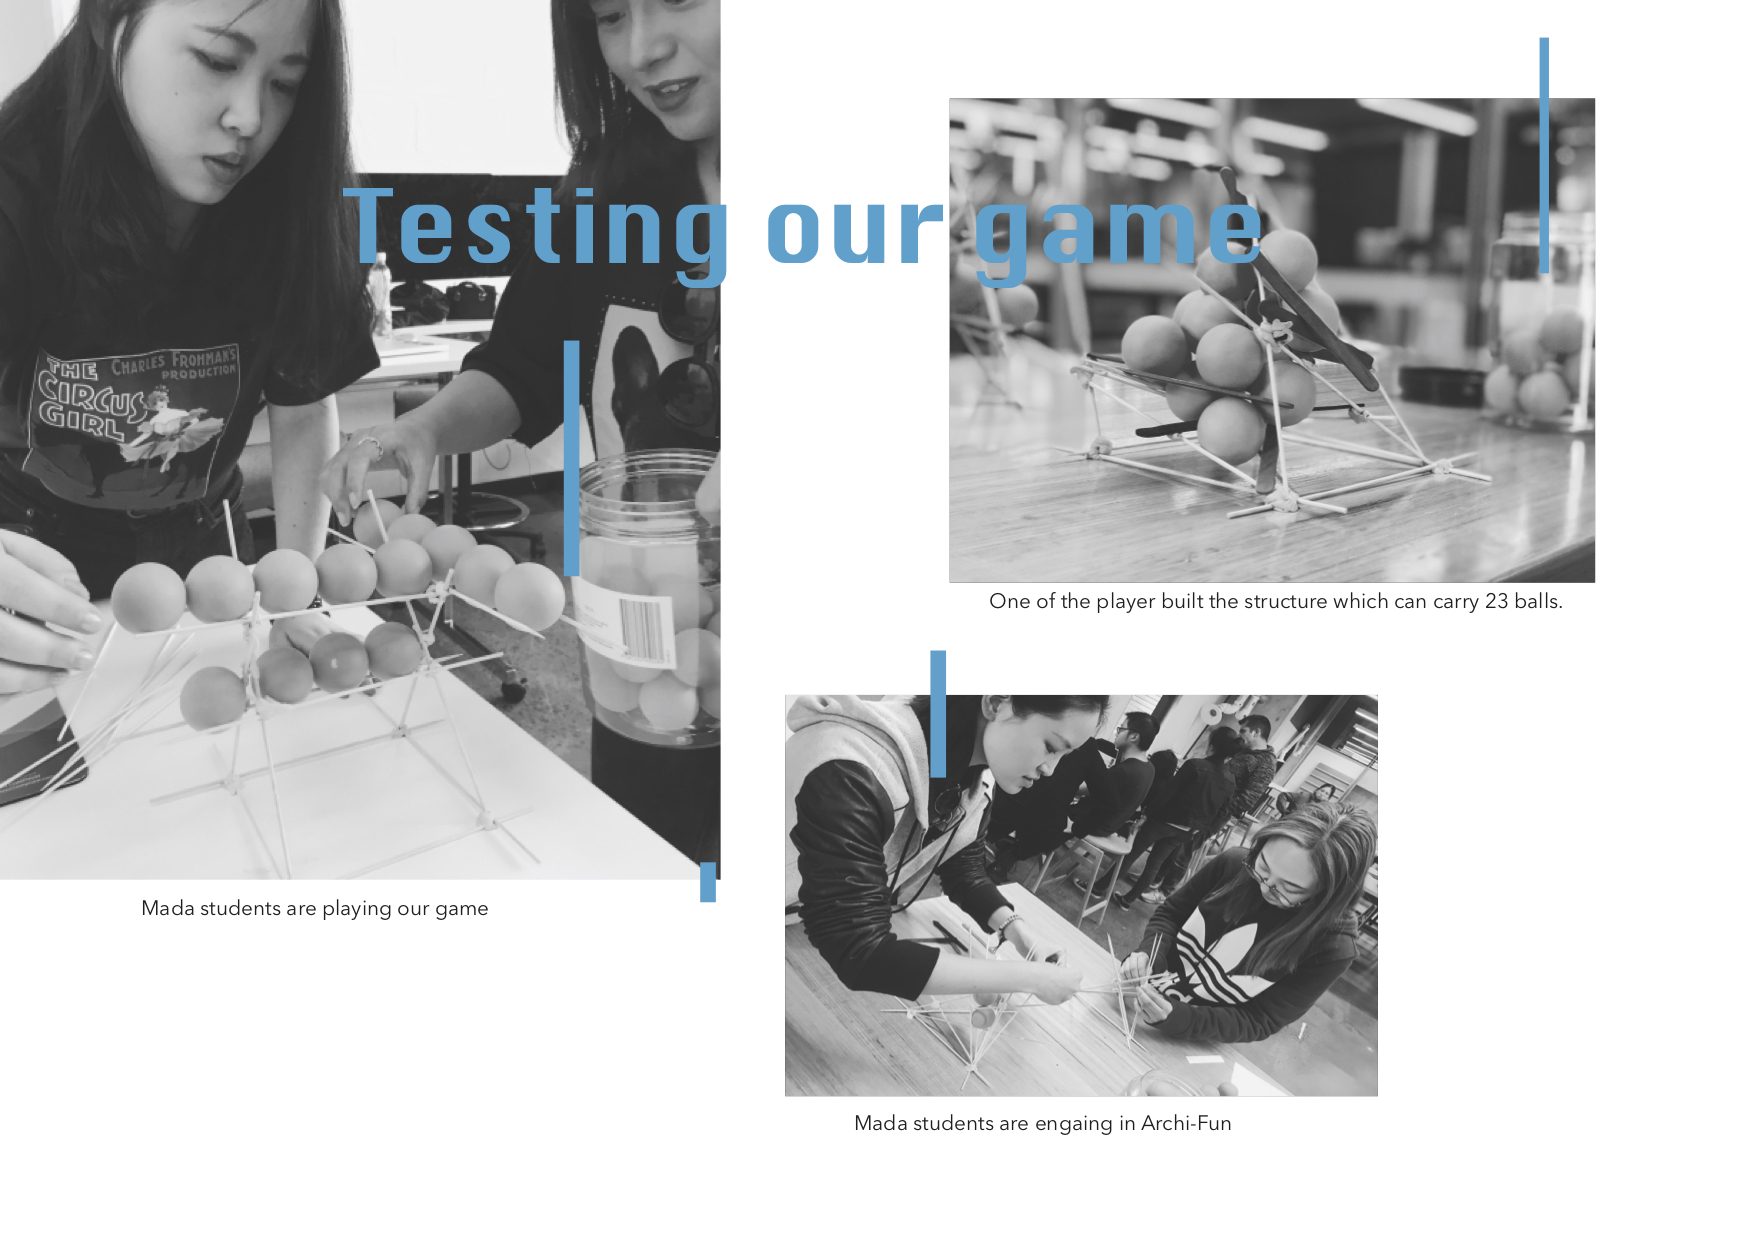 Testing our game
THE
CIRCUS
GIRL
CHARLES FROHMAN'S
PRODUCTION
One of the player built the structure which can carry 23 balls.
Mada students are playing our game
Mada students are engaing in Archi-Fun